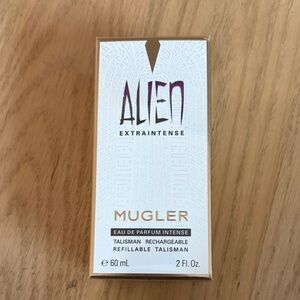 ALIEN
EXTRAINTENSE
MUGLER
EAU DE PARFUM INTENSE
TALISMAN RECHARGEABLE
REFILLABLE TALISMAN
℮ 60 mL 2 Fl. Oz.